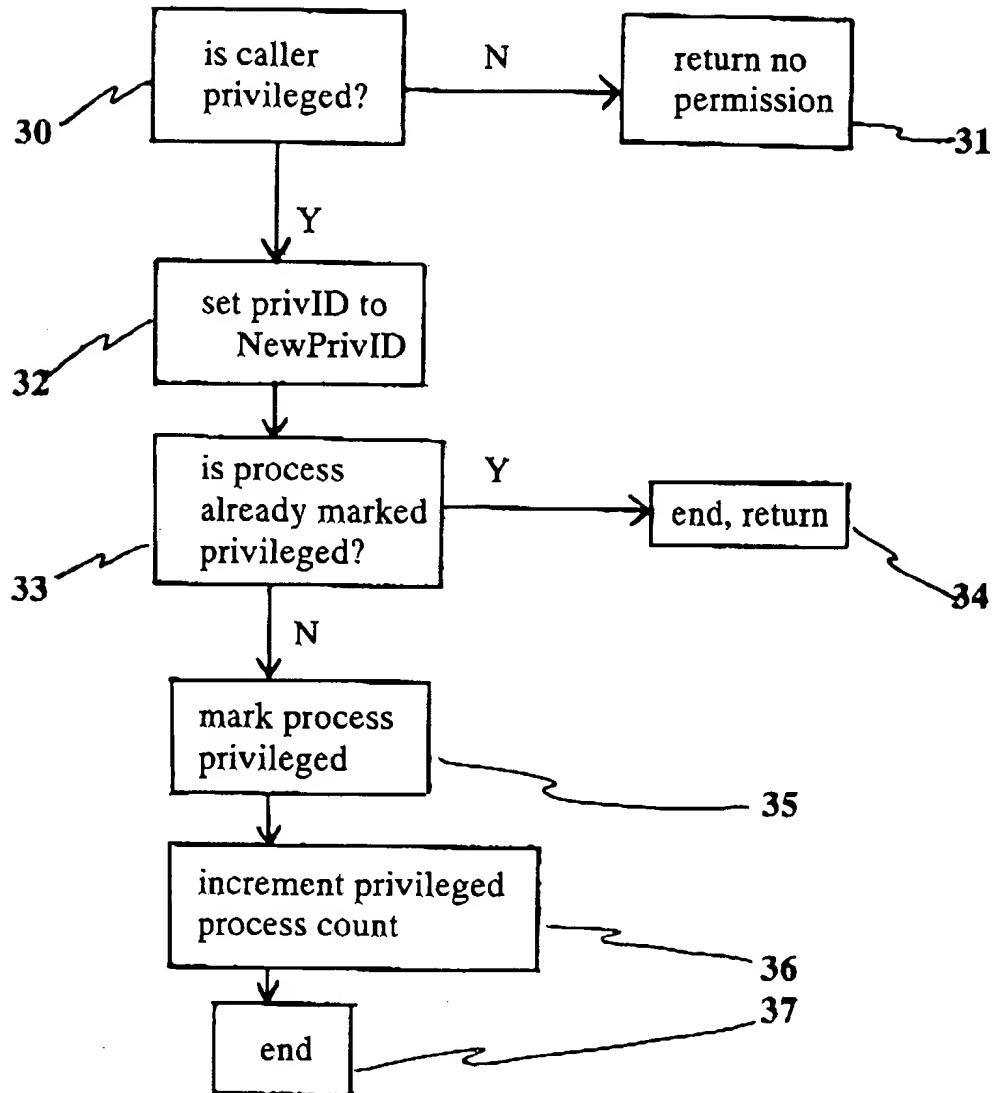 is caller
privileged?
N
return no
permission
30
31
Y
set privID to
NewPrivID
32
is process
already marked
privileged?
Y
end, return
33
34
N
mark process
privileged
35
increment privileged
process count
36
37
end